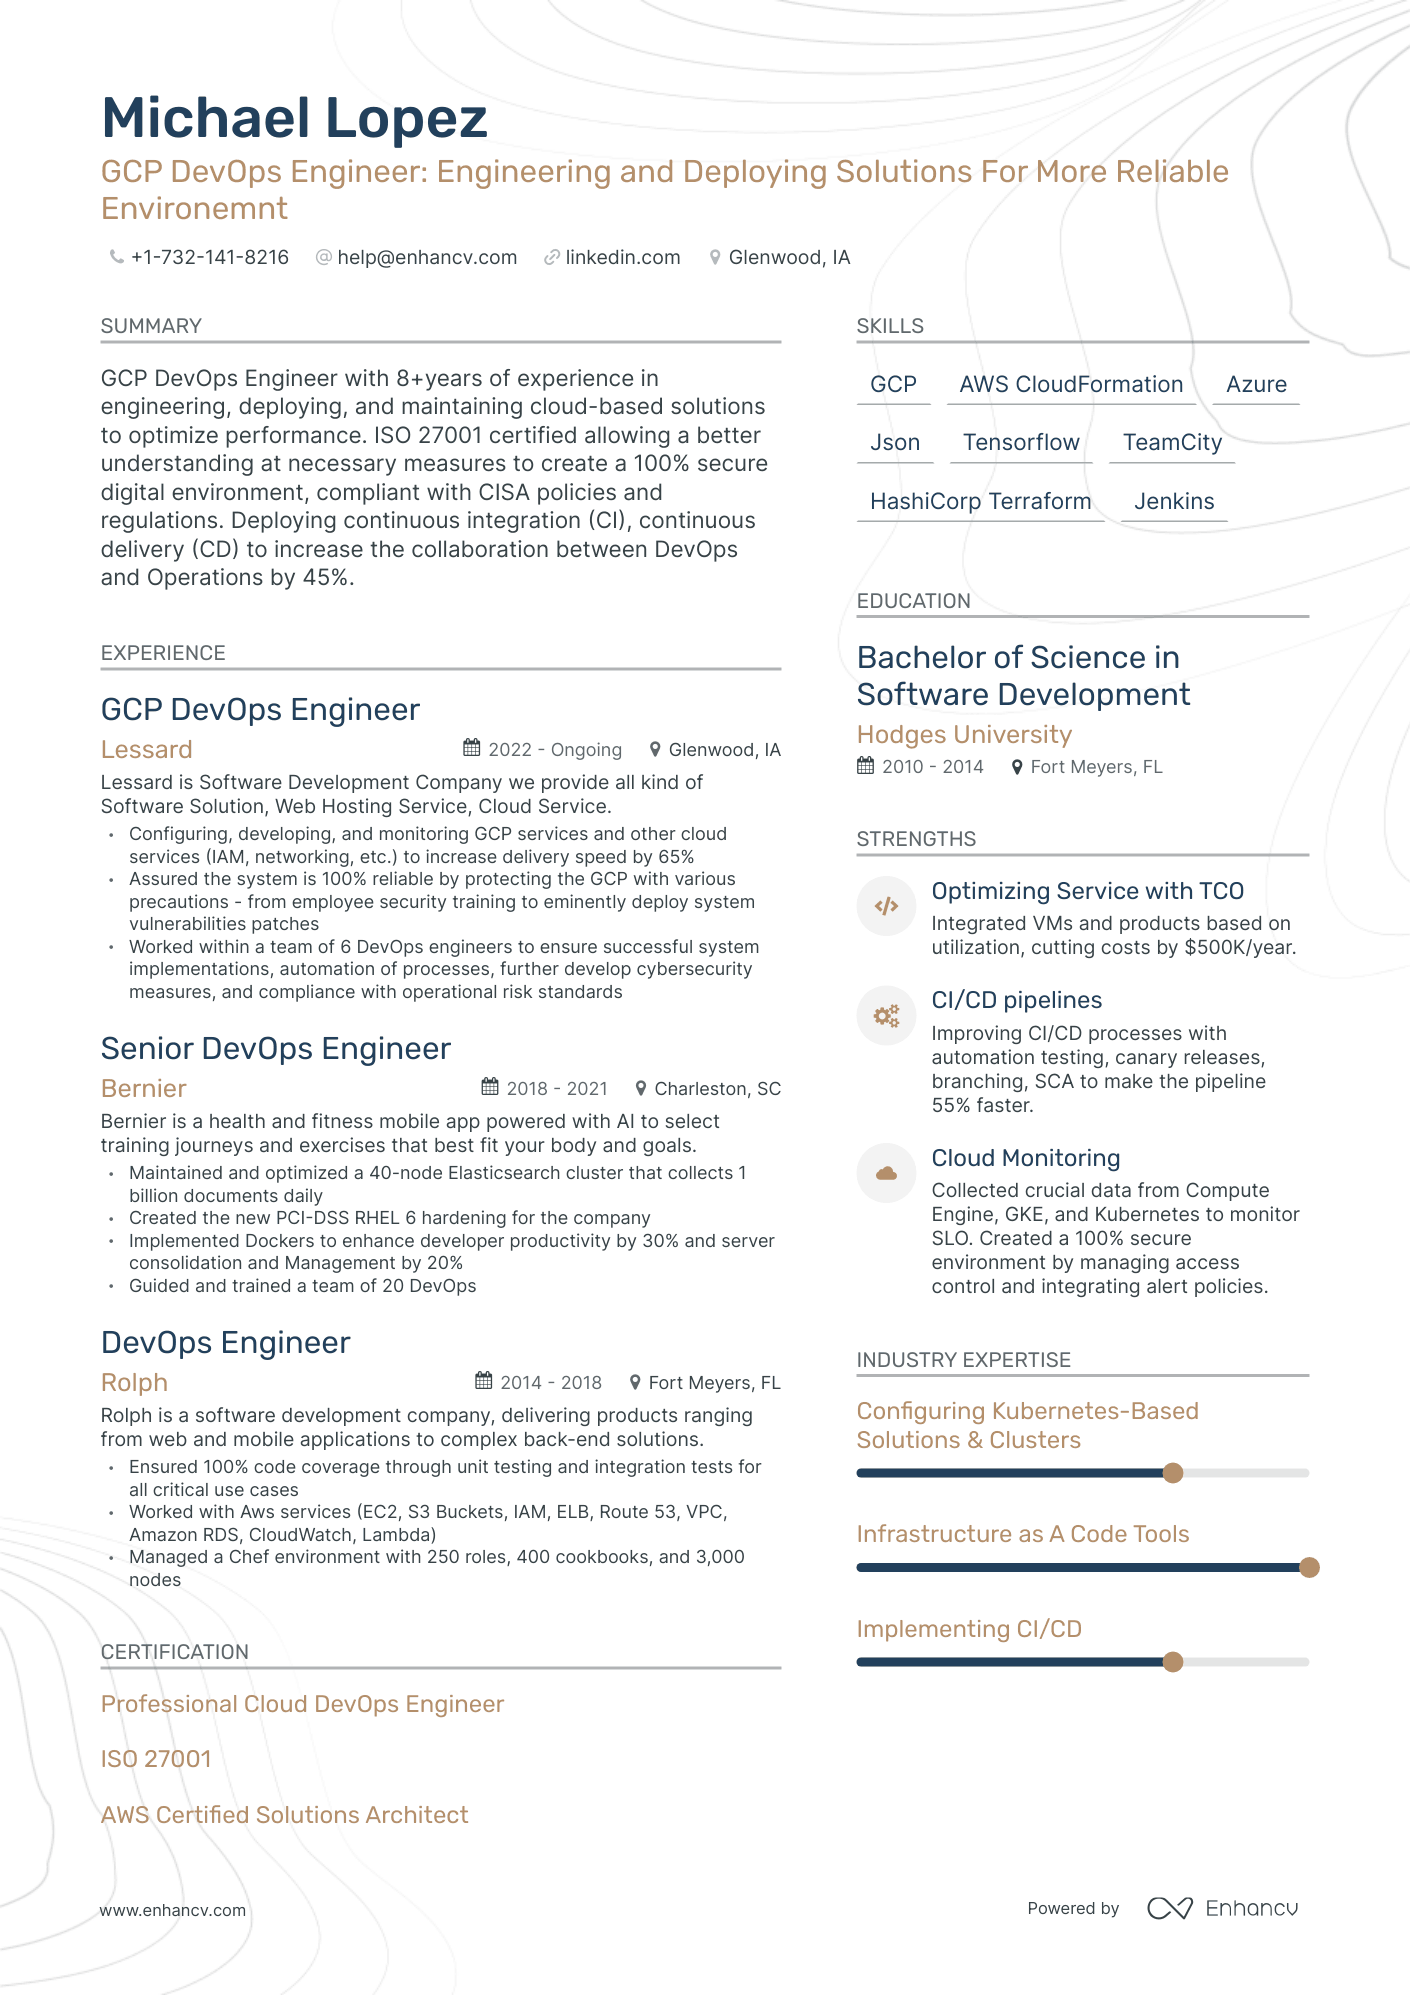 Michael Lopez
GCP DevOps Engineer: Engineering and Deploying Solutions For More Reliable
Environemnt
+1-732-141-8216 help@enhancv.com linkedin.com Glenwood, IA
SUMMARY
GCP DevOps Engineer with 8+years of experience in
engineering, deploying, and maintaining cloud-based solutions
to optimize performance. ISO 27001 certified allowing a better
understanding at necessary measures to create a 100% secure
digital environment, compliant with CISA policies and
regulations. Deploying continuous integration (CI), continuous
delivery (CD) to increase the collaboration between DevOps
and Operations by 45%.
EXPERIENCE
GCP DevOps Engineer
Lessard 2022 - Ongoing Glenwood, IA
Lessard is Software Development Company we provide all kind of
Software Solution, Web Hosting Service, Cloud Service.
• Configuring, developing, and monitoring GCP services and other cloud
services (IAM, networking, etc.) to increase delivery speed by 65%
• Assured the system is 100% reliable by protecting the GCP with various
precautions - from employee security training to eminently deploy system
vulnerabilities patches
• Worked within a team of 6 DevOps engineers to ensure successful system
implementations, automation of processes, further develop cybersecurity
measures, and compliance with operational risk standards
Senior DevOps Engineer
Bernier 2018 - 2021 Charleston, SC
Bernier is a health and fitness mobile app powered with AI to select
training journeys and exercises that best fit your body and goals.
• Maintained and optimized a 40-node Elasticsearch cluster that collects 1
billion documents daily
• Created the new PCI-DSS RHEL 6 hardening for the company
• Implemented Dockers to enhance developer productivity by 30% and server
consolidation and Management by 20%
• Guided and trained a team of 20 DevOps
DevOps Engineer
Rolph 2014 - 2018 Fort Meyers, FL
Rolph is a software development company, delivering products ranging
from web and mobile applications to complex back-end solutions.
• Ensured 100% code coverage through unit testing and integration tests for
all critical use cases
• Worked with Aws services (EC2, S3 Buckets, IAM, ELB, Route 53, VPC,
Amazon RDS, CloudWatch, Lambda)
• Managed a Chef environment with 250 roles, 400 cookbooks, and 3,000
nodes
CERTIFICATION
Professional Cloud DevOps Engineer
ISO 27001
AWS Certified Solutions Architect
SKILLS
GCP AWS CloudFormation Azure
Json Tensorflow TeamCity
HashiCorp Terraform Jenkins
EDUCATION
Bachelor of Science in
Software Development
Hodges University
2010 - 2014 Fort Meyers, FL
STRENGTHS
Optimizing Service with TCO
Integrated VMs and products based on
utilization, cutting costs by $500K/year.
CI/CD pipelines
Improving CI/CD processes with
automation testing, canary releases,
branching, SCA to make the pipeline
55% faster.
Cloud Monitoring
Collected crucial data from Compute
Engine, GKE, and Kubernetes to monitor
SLO. Created a 100% secure
environment by managing access
control and integrating alert policies.
INDUSTRY EXPERTISE
Configuring Kubernetes-Based
Solutions & Clusters
Infrastructure as A Code Tools
Implementing CI/CD
www.enhancv.com
Powered by Enhancv